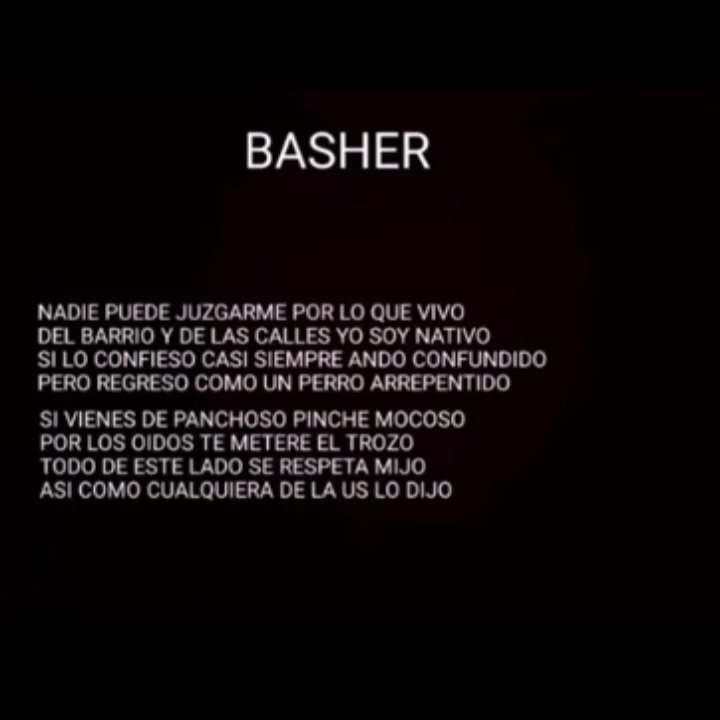 BASHER
NADIE PUEDE JUZGARME POR LO QUE VIVO
DEL BARRIO Y DE LAS CALLES YO SOY NATIVO
SI LO CONFIESO CASI SIEMPRE ANDO CONFUNDIDO
PERO REGRESO COMO UN PERRO ARREPENTIDO
SI VIENES DE PANCHOSO PINCHE MOCOSO
POR LOS OIDOS TE METERE EL TROZO
TODO DE ESTE LADO SE RESPETA MIJO
ASI COMO CUALQUIERA DE LA US LO DIJO